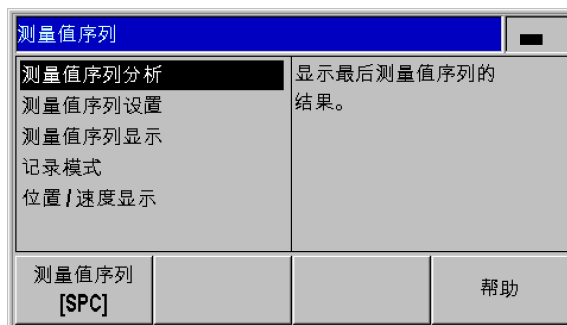 测量值序列
测量值序列分析
测量值序列设置
测量值序列显示
记录模式
位置/速度显示
显示最后测量值序列的
结果。
测量值序列
[SPC]
帮助